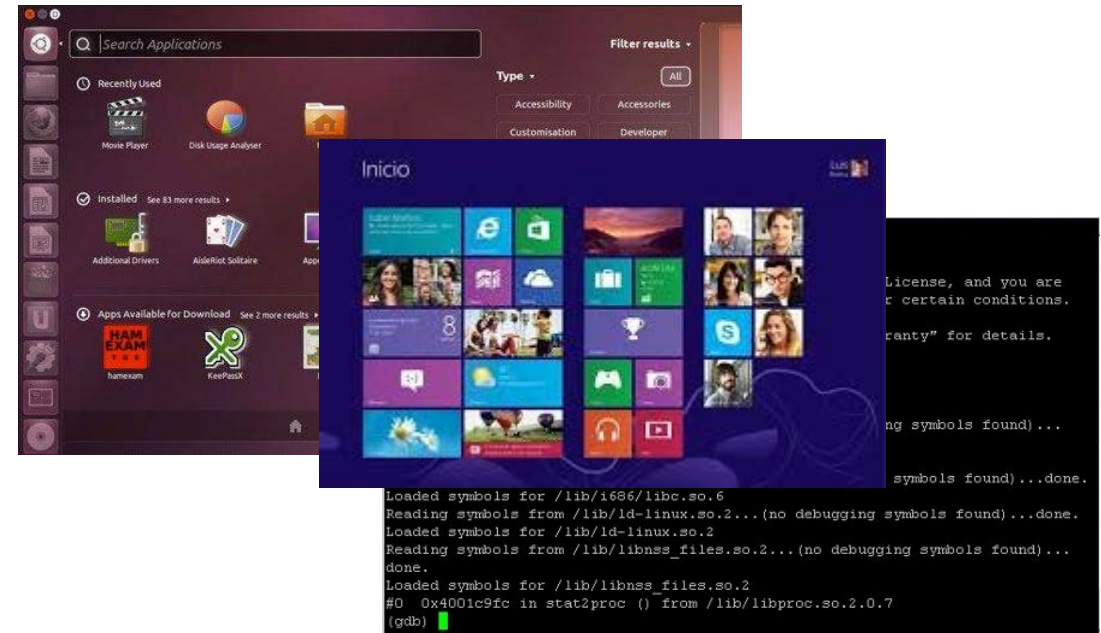 Search Applications
Filter results
Recently Used
Type
All
Accessibility
Accessories
Movie Player
Disk Usage Analyser
Customisation
Developer
Installed
See 83 more results
Additional Drivers
AisleRiot Solitaire
Appe
Apps Available for Download
See 2 more results
HAM
EXAM
hamexam
KeePassX
Inicio
Luis
8
License, and you are
r certain conditions.
ranty" for details.
ng symbols found)...
symbols found)...done.
Loaded symbols for /lib/i686/libc.so.6
Reading symbols from /lib/ld-linux.so.2...(no debugging symbols found)...done.
Loaded symbols for /lib/ld-linux.so.2
Reading symbols from /lib/libnss_files.so.2...(no debugging symbols found)...
done.
Loaded symbols for /lib/libnss_files.so.2
#0 0x4001c9fc in stat2proc () from /lib/libproc.so.2.0.7
(gdb)